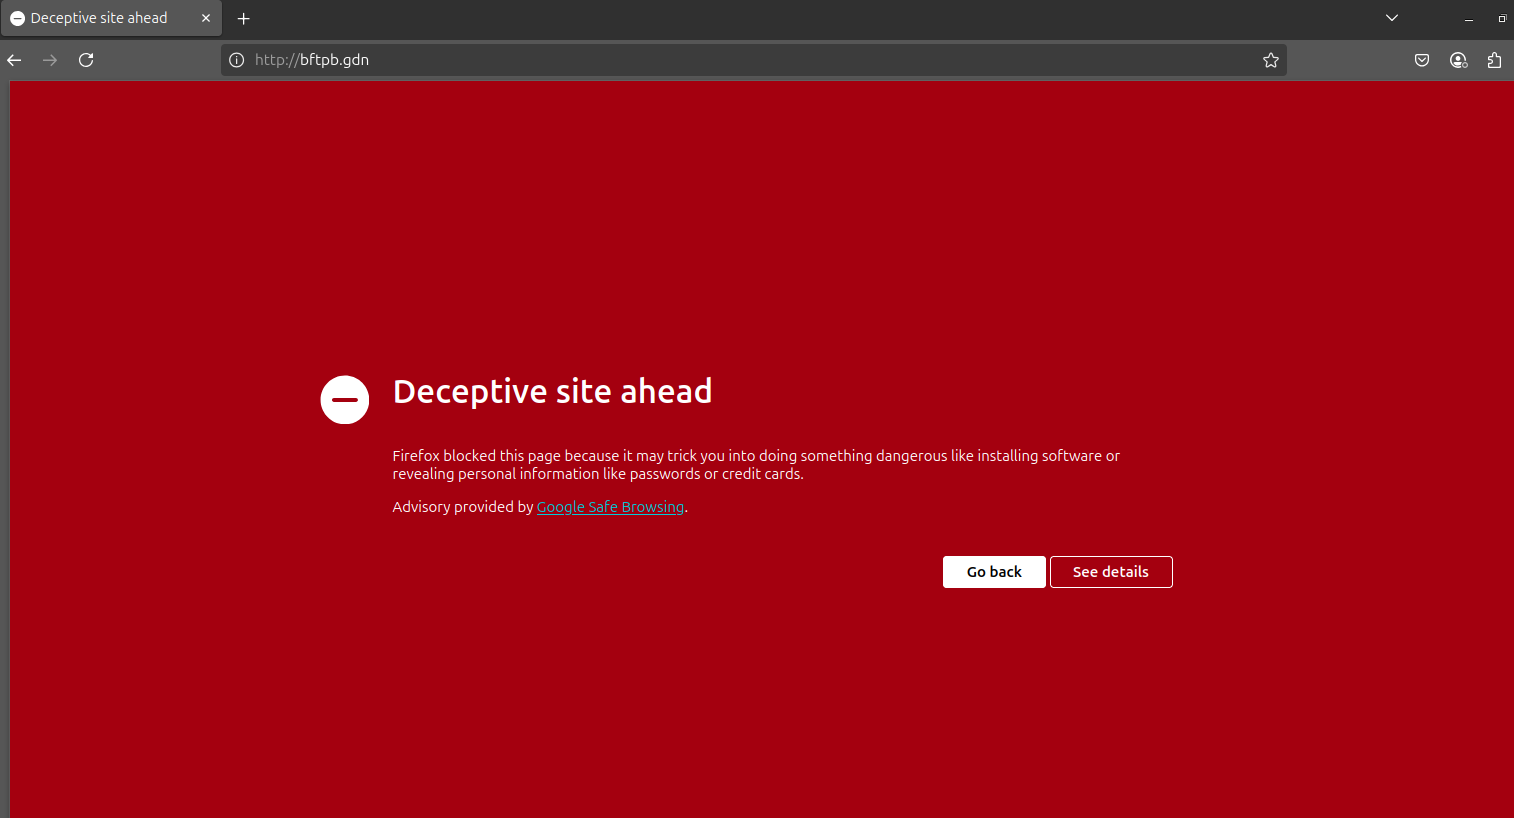 Deceptive site ahead
http://bftpb.gdn
Deceptive site ahead
Firefox blocked this page because it may trick you into doing something dangerous like installing software or
revealing personal information like passwords or credit cards.
Advisory provided by Google Safe Browsing.
Go back See details